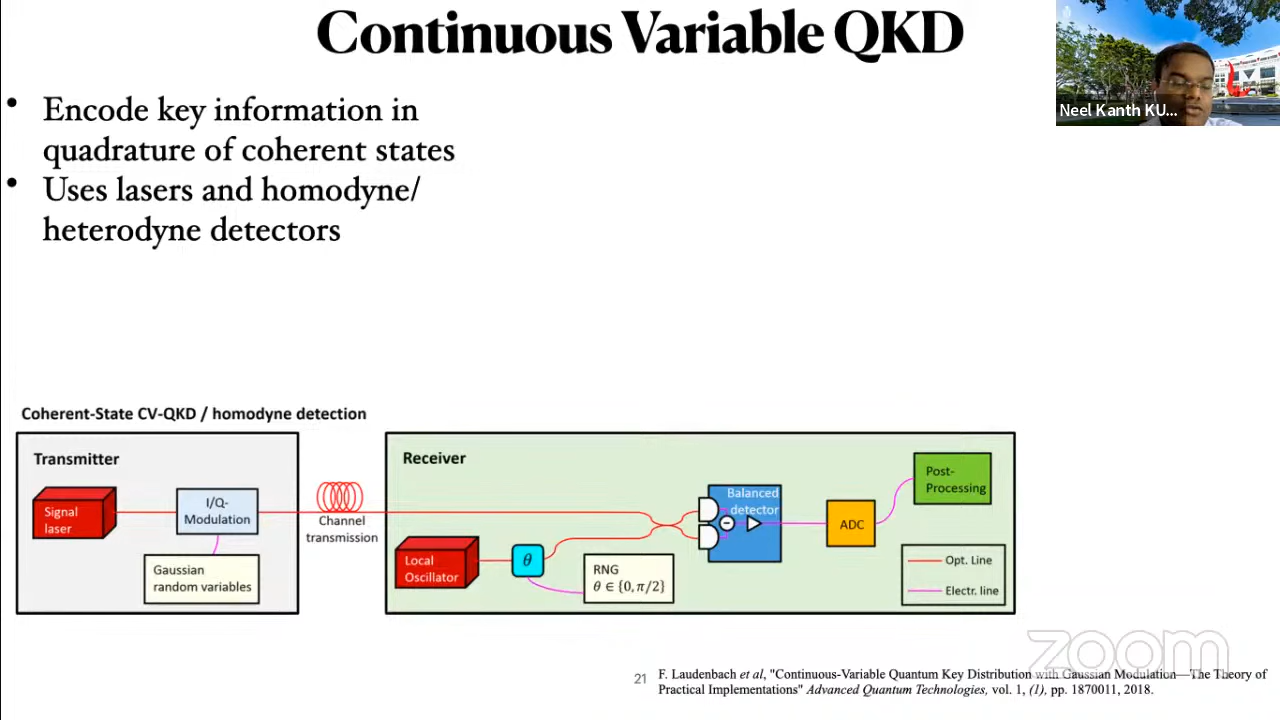 Continuous Variable QKD
Neel Kanth KU...
• Encode key information in
quadrature of coherent states
• Uses lasers and homodyne/
heterodyne detectors
Coherent-State CV-QKD / homodyne detection
Transmitter
Signal
laser
I/Q-
Modulation
Gaussian
random variables
Channel
transmission
Receiver
Local
Oscillator
θ
RNG
θ ∈ {0, π/2}
Balanced
detector
ADC
Post-
Processing
Opt. Line
Electr. line
zoom
21
F. Laudenbach et al, "Continuous-Variable Quantum Key Distribution with Gaussian Modulation—The Theory of
Practical Implementations" Advanced Quantum Technologies, vol. 1, (1), pp. 1870011, 2018.